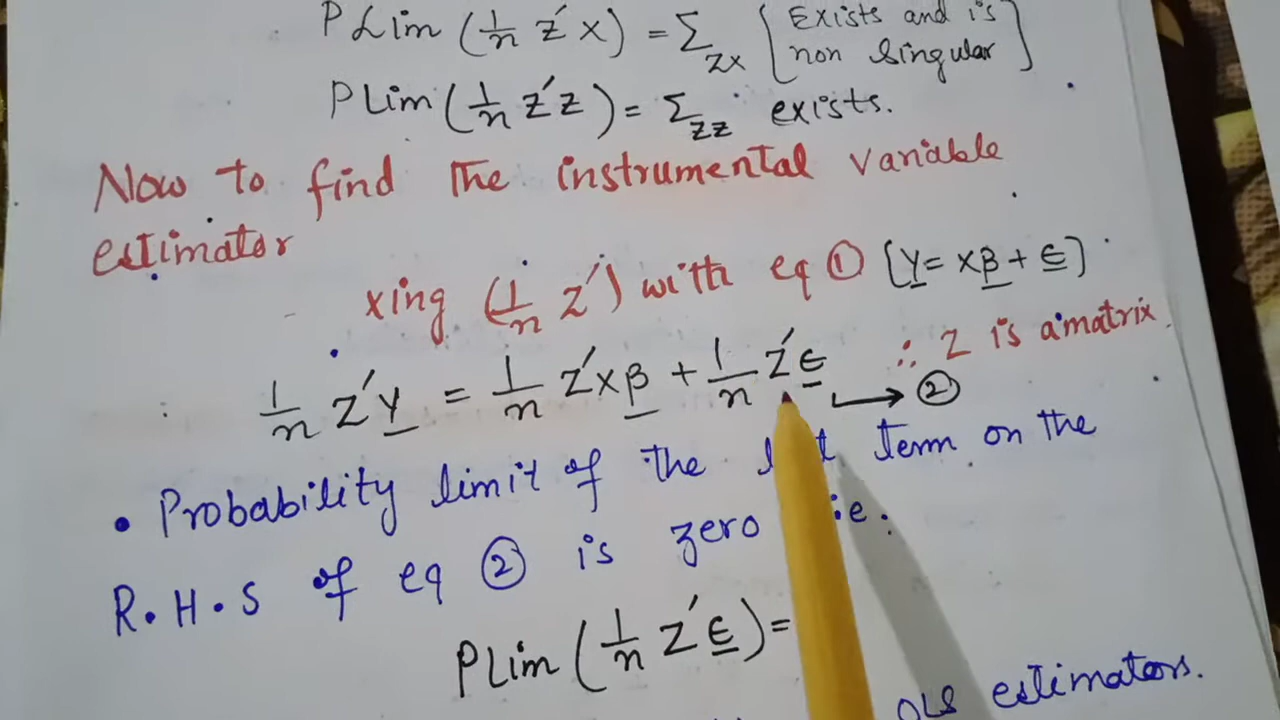 PLim (1/n Z'X) = Σ_ZX [Exists and is non Singular]
PLim (1/n Z'Z) = Σ_ZZ exists.
Now to find The instrumental variable
estimator
xing (1/n Z') with eq ① (Y = Xβ + ∈)
1/n Z'Y = 1/n Z'Xβ + 1/n Z'∈ → ②
∴ Z is a matrix
• Probability limit of the term on the
R.H.S of eq ② is zero i.e.
PLim (1/n Z'∈) =
OLS estimators.